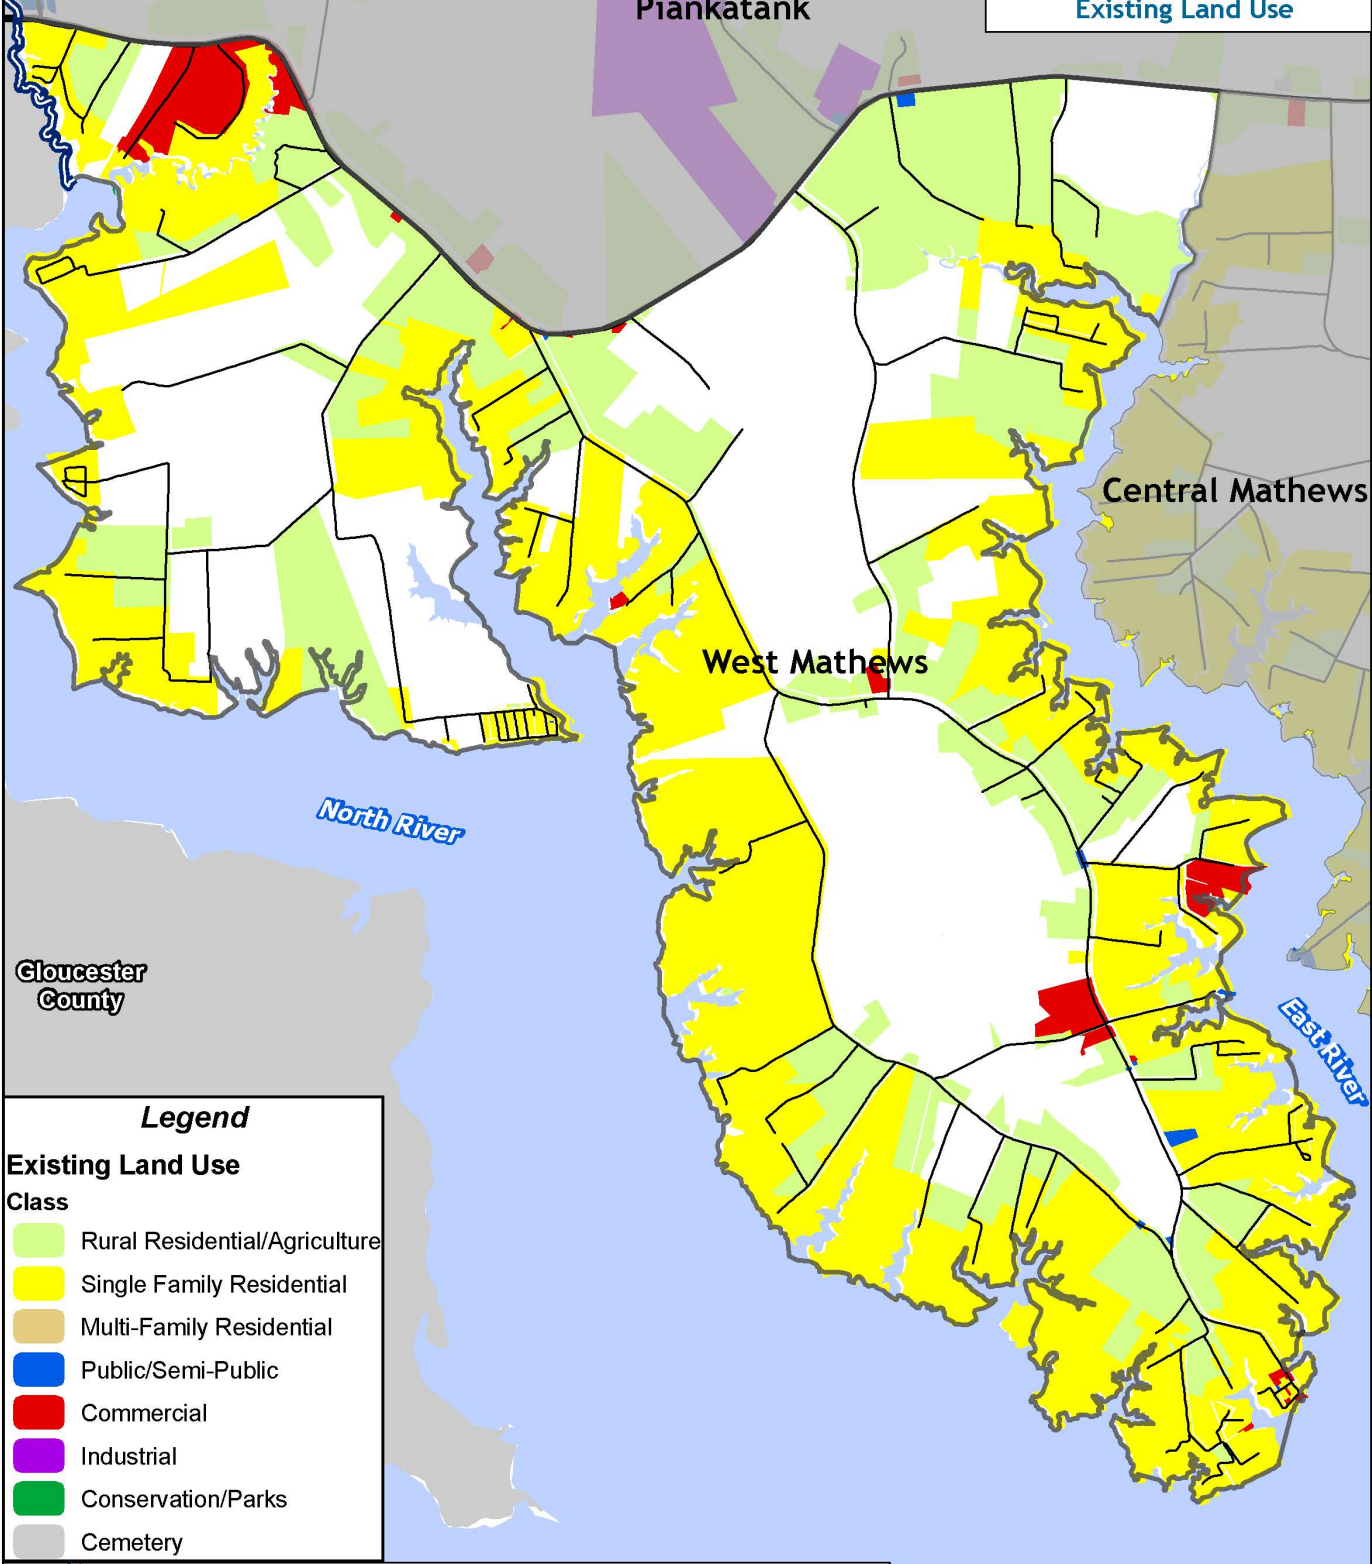 Piankatank
Existing Land Use
Central Mathews
West Mathews
North River
Gloucester
County
East River
Legend
Existing Land Use
Class
Rural Residential/Agriculture
Single Family Residential
Multi-Family Residential
Public/Semi-Public
Commercial
Industrial
Conservation/Parks
Cemetery